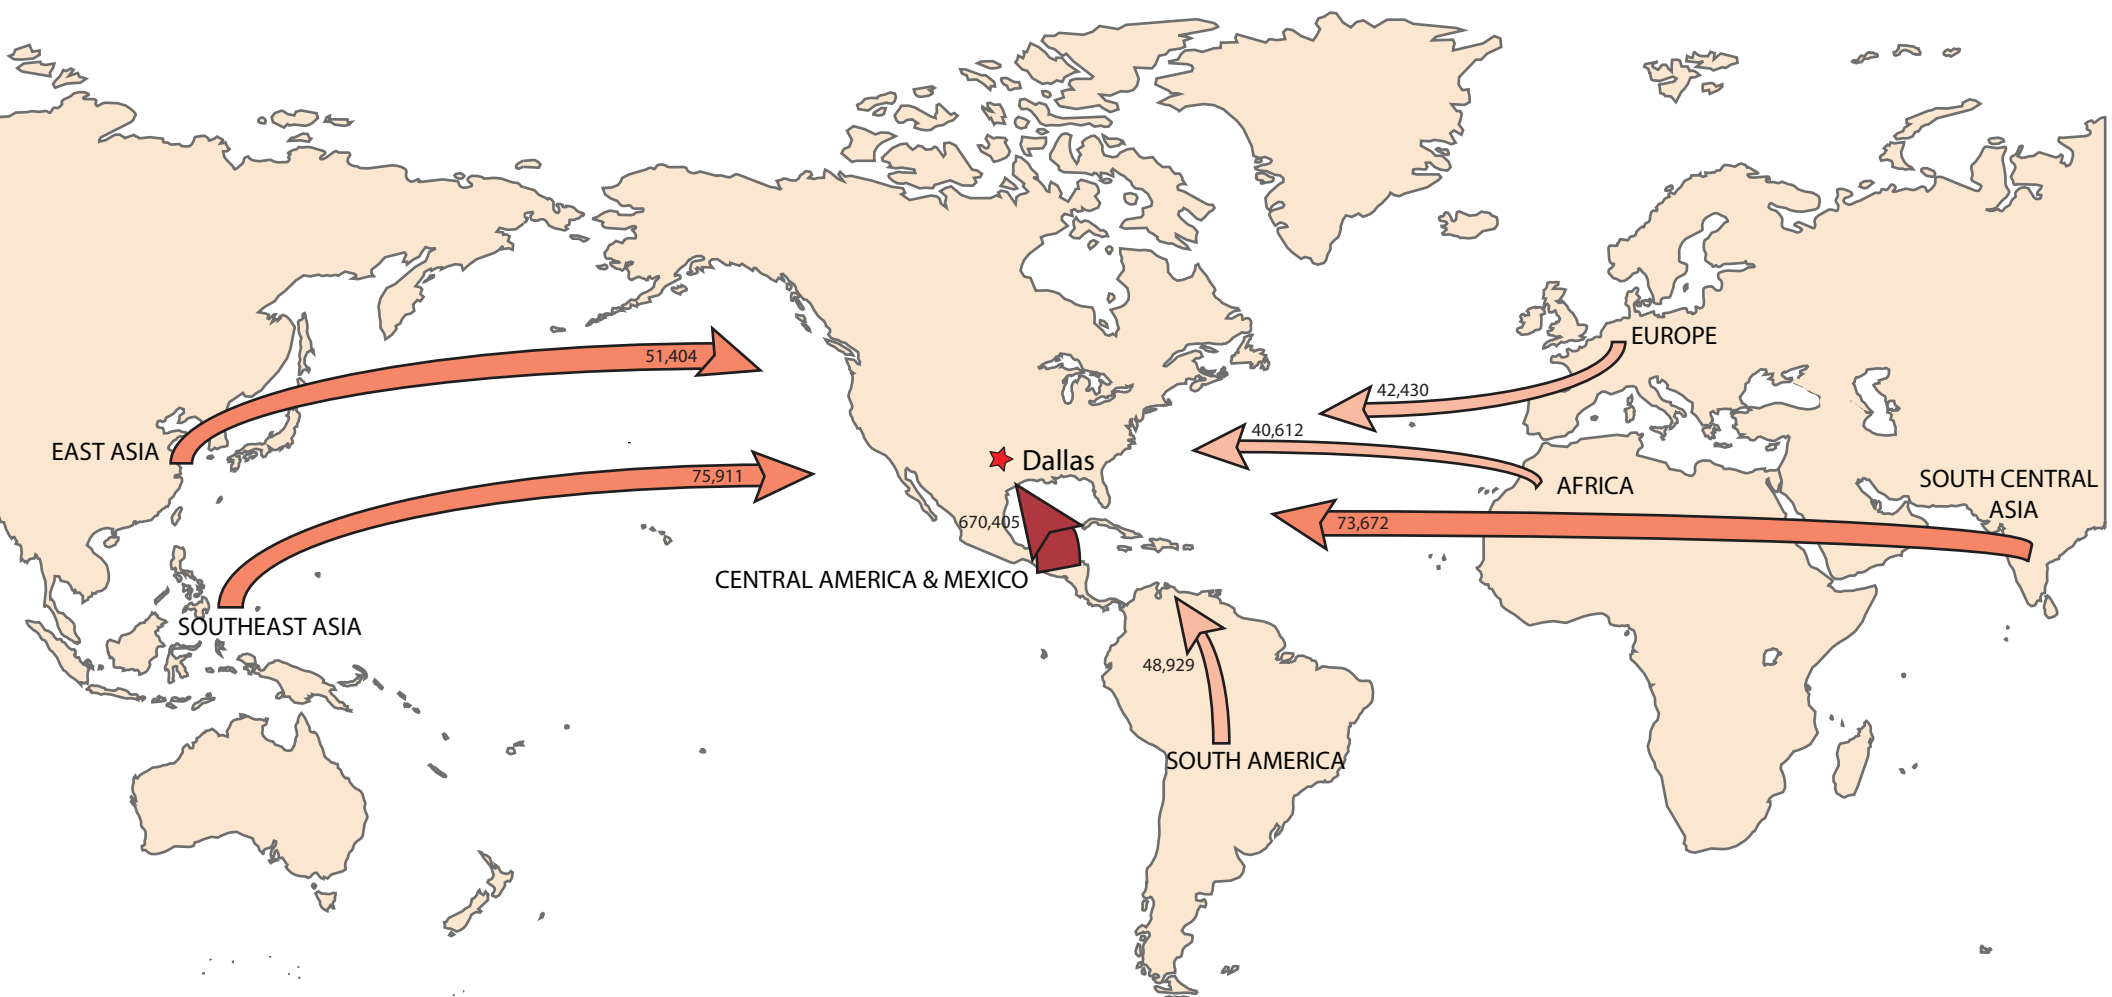 EUROPE
51,404
42,430
40,612
EAST ASIA
Dallas
75,911
AFRICA
SOUTH CENTRAL
ASIA
670,405
73,672
CENTRAL AMERICA & MEXICO
SOUTHEAST ASIA
48,929
SOUTH AMERICA